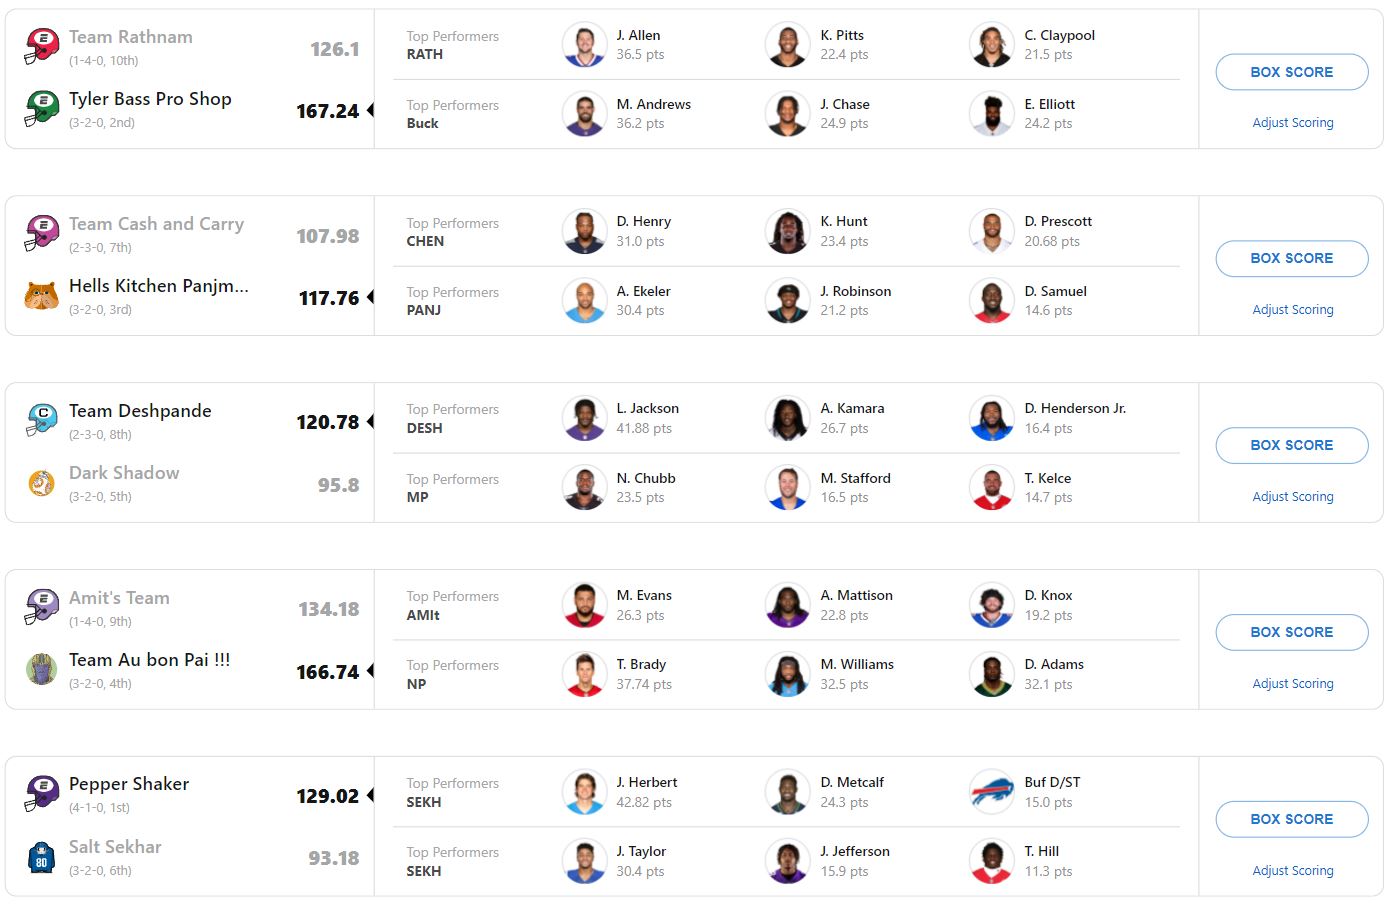 Team Rathnam
(1-4-0, 10th)
126.1
Tyler Bass Pro Shop
(3-2-0, 2nd)
167.24
Top Performers
RATH
J. Allen
36.5 pts
K. Pitts
22.4 pts
C. Claypool
21.5 pts
Top Performers
Buck
M. Andrews
36.2 pts
J. Chase
24.9 pts
E. Elliott
24.2 pts
BOX SCORE
Adjust Scoring
Team Cash and Carry
(2-3-0, 7th)
107.98
Hells Kitchen Panjm...
(3-2-0, 3rd)
117.76
Top Performers
CHEN
D. Henry
31.0 pts
K. Hunt
23.4 pts
D. Prescott
20.68 pts
Top Performers
PANJ
A. Ekeler
30.4 pts
J. Robinson
21.2 pts
D. Samuel
14.6 pts
BOX SCORE
Adjust Scoring
C
Team Deshpande
(2-3-0, 8th)
120.78
Dark Shadow
(3-2-0, 5th)
95.8
Top Performers
DESH
L. Jackson
41.88 pts
A. Kamara
26.7 pts
D. Henderson Jr.
16.4 pts
Top Performers
MP
N. Chubb
23.5 pts
M. Stafford
16.5 pts
T. Kelce
14.7 pts
BOX SCORE
Adjust Scoring
Amit's Team
(1-4-0, 9th)
134.18
Team Au bon Pai !!!
(3-2-0, 4th)
166.74
Top Performers
AMIt
M. Evans
26.3 pts
A. Mattison
22.8 pts
D. Knox
19.2 pts
Top Performers
NP
T. Brady
37.74 pts
M. Williams
32.5 pts
D. Adams
32.1 pts
BOX SCORE
Adjust Scoring
Pepper Shaker
(4-1-0, 1st)
129.02
80
Salt Sekhar
(3-2-0, 6th)
93.18
Top Performers
SEKH
J. Herbert
42.82 pts
D. Metcalf
24.3 pts
Buf D/ST
15.0 pts
Top Performers
SEKH
J. Taylor
30.4 pts
J. Jefferson
15.9 pts
T. Hill
11.3 pts
BOX SCORE
Adjust Scoring